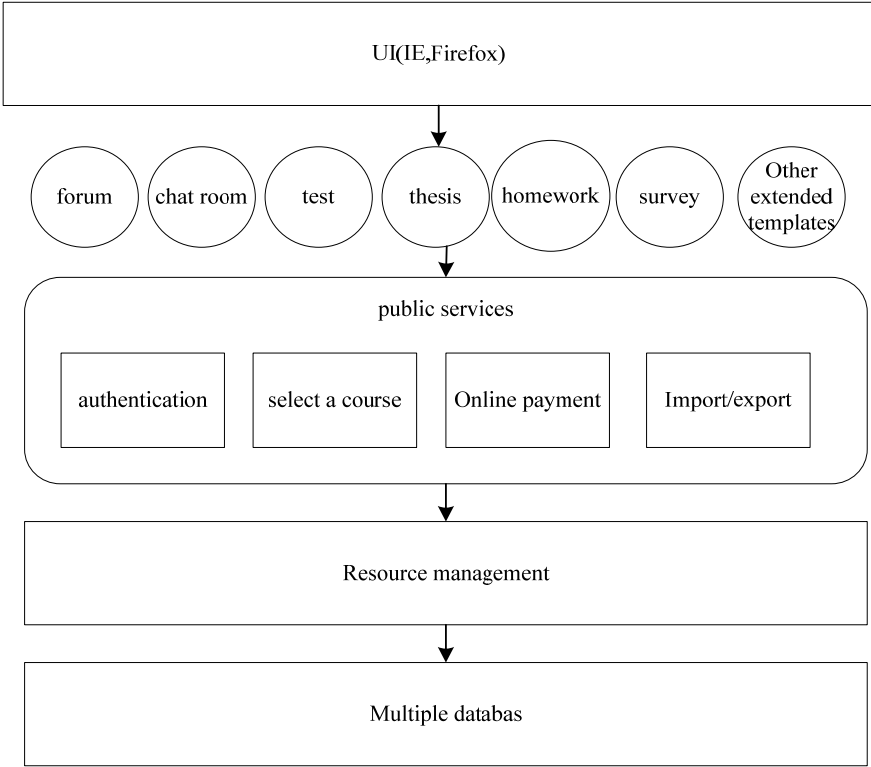 UI(IE,Firefox)
forum
chat room
test
thesis
homework
survey
Other
extended
templates
public services
authentication
select a course
Online payment
Import/export
Resource management
Multiple databas